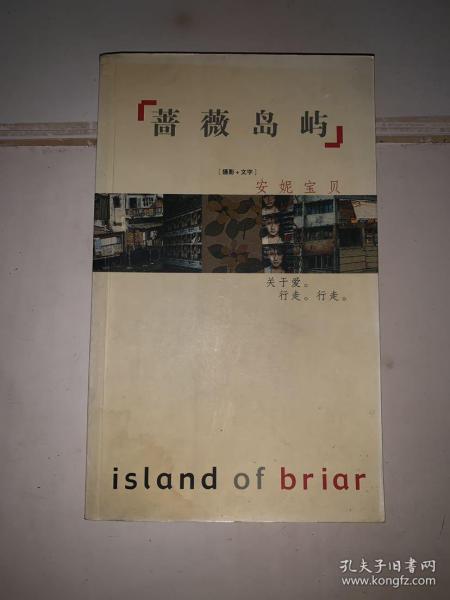 「蔷薇岛屿」
[摄影+文字]
安妮宝贝
关于爱。
行走。行走。
island of briar
孔夫子旧书网
www.kongfz.com